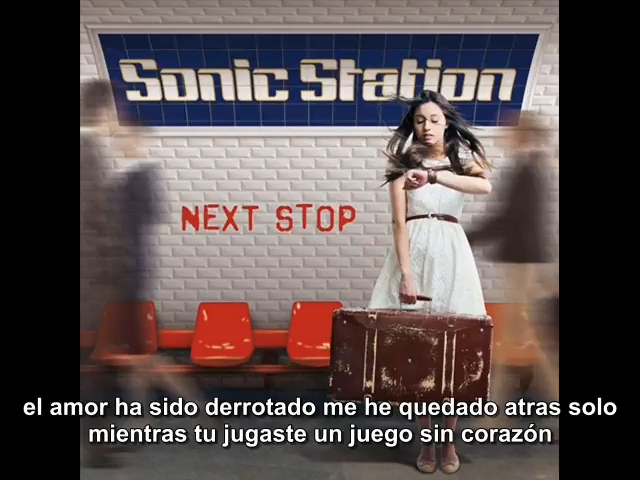 Sonic Station
NEXT STOP
el amor ha sido derrotado me he quedado atras solo
mientras tu jugaste un juego sin corazón